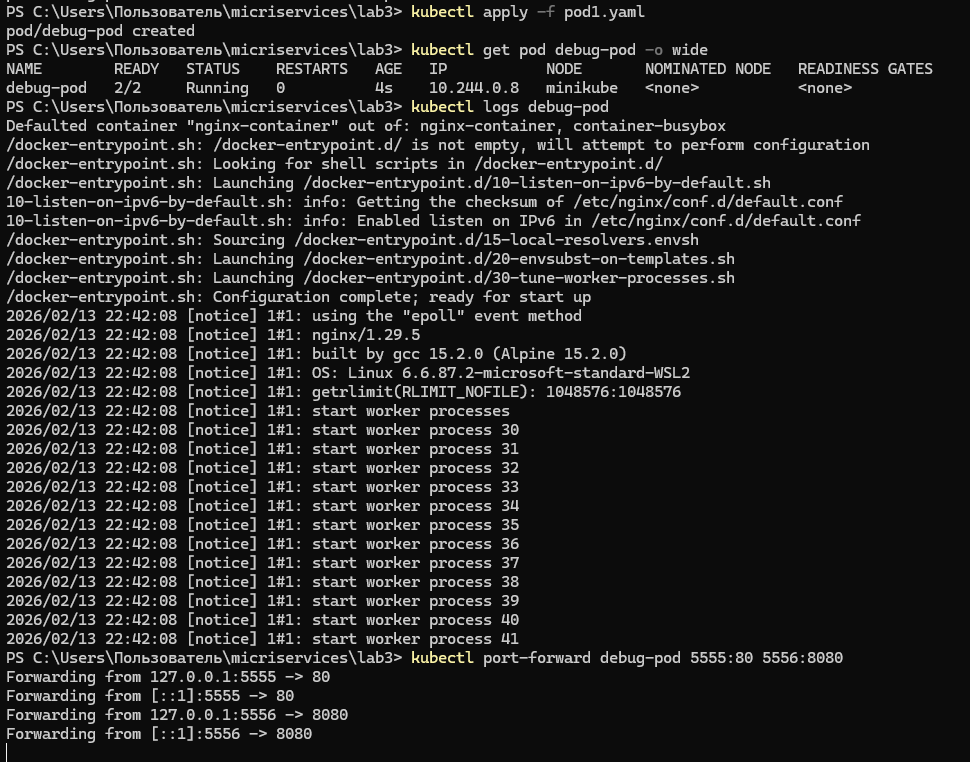 PS C:\Users\Пользователь\micriservices\lab3> kubectl apply -f pod1.yaml
pod/debug-pod created
PS C:\Users\Пользователь\micriservices\lab3> kubectl get pod debug-pod -o wide
NAME        READY   STATUS    RESTARTS   AGE   IP           NODE       NOMINATED NODE   READINESS GATES
debug-pod   2/2     Running   0          4s    10.244.0.8   minikube   <none>           <none>
PS C:\Users\Пользователь\micriservices\lab3> kubectl logs debug-pod
Defaulted container "nginx-container" out of: nginx-container, container-busybox
/docker-entrypoint.sh: /docker-entrypoint.d/ is not empty, will attempt to perform configuration
/docker-entrypoint.sh: Looking for shell scripts in /docker-entrypoint.d/
/docker-entrypoint.sh: Launching /docker-entrypoint.d/10-listen-on-ipv6-by-default.sh
10-listen-on-ipv6-by-default.sh: info: Getting the checksum of /etc/nginx/conf.d/default.conf
10-listen-on-ipv6-by-default.sh: info: Enabled listen on IPv6 in /etc/nginx/conf.d/default.conf
/docker-entrypoint.sh: Sourcing /docker-entrypoint.d/15-local-resolvers.envsh
/docker-entrypoint.sh: Launching /docker-entrypoint.d/20-envsubst-on-templates.sh
/docker-entrypoint.sh: Launching /docker-entrypoint.d/30-tune-worker-processes.sh
/docker-entrypoint.sh: Configuration complete; ready for start up
2026/02/13 22:42:08 [notice] 1#1: using the "epoll" event method
2026/02/13 22:42:08 [notice] 1#1: nginx/1.29.5
2026/02/13 22:42:08 [notice] 1#1: built by gcc 15.2.0 (Alpine 15.2.0)
2026/02/13 22:42:08 [notice] 1#1: OS: Linux 6.6.87.2-microsoft-standard-WSL2
2026/02/13 22:42:08 [notice] 1#1: getrlimit(RLIMIT_NOFILE): 1048576:1048576
2026/02/13 22:42:08 [notice] 1#1: start worker processes
2026/02/13 22:42:08 [notice] 1#1: start worker process 30
2026/02/13 22:42:08 [notice] 1#1: start worker process 31
2026/02/13 22:42:08 [notice] 1#1: start worker process 32
2026/02/13 22:42:08 [notice] 1#1: start worker process 33
2026/02/13 22:42:08 [notice] 1#1: start worker process 34
2026/02/13 22:42:08 [notice] 1#1: start worker process 35
2026/02/13 22:42:08 [notice] 1#1: start worker process 36
2026/02/13 22:42:08 [notice] 1#1: start worker process 37
2026/02/13 22:42:08 [notice] 1#1: start worker process 38
2026/02/13 22:42:08 [notice] 1#1: start worker process 39
2026/02/13 22:42:08 [notice] 1#1: start worker process 40
2026/02/13 22:42:08 [notice] 1#1: start worker process 41
PS C:\Users\Пользователь\micriservices\lab3> kubectl port-forward debug-pod 5555:80 5556:8080
Forwarding from 127.0.0.1:5555 -> 80
Forwarding from [::1]:5555 -> 80
Forwarding from 127.0.0.1:5556 -> 8080
Forwarding from [::1]:5556 -> 8080